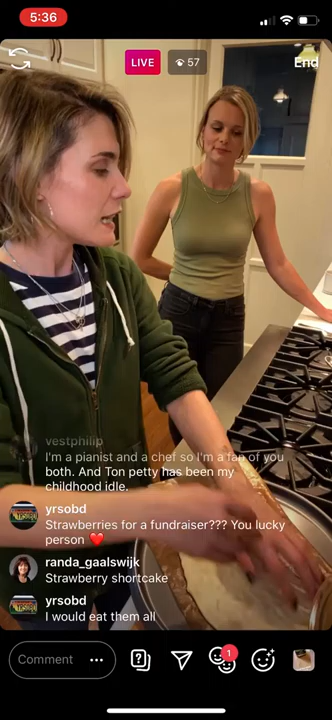 5:36
LIVE
57
End
vestphilip
I'm a pianist and a chef so I'm a fan of you
both. And Ton petty has been my
childhood idle.
yrsobd
Strawberries for a fundraiser??? You lucky
person ❤️
randa_gaalswijk
Strawberry shortcake
yrsobd
I would eat them all
Comment
1